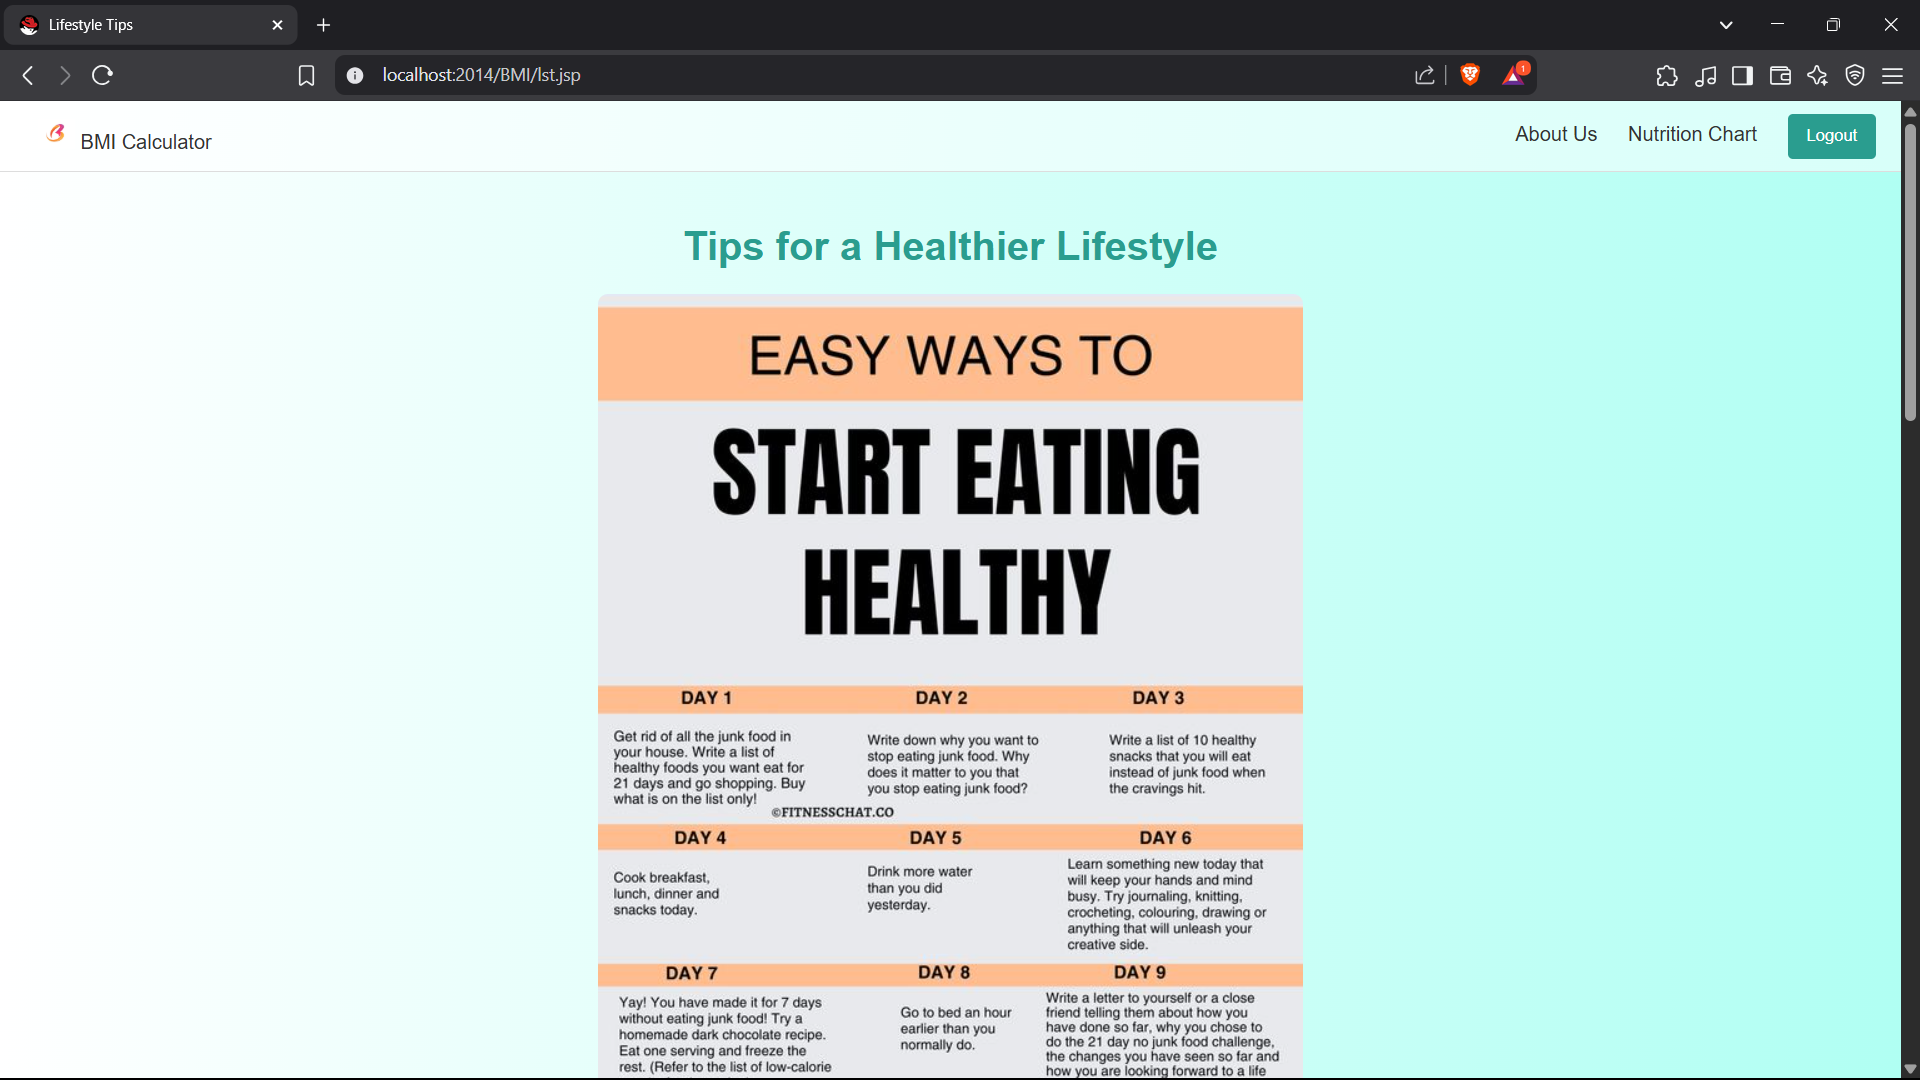 Lifestyle Tips
localhost:2014/BMI/lst.jsp
1
BMI Calculator
About Us
Nutrition Chart
Logout
Tips for a Healthier Lifestyle
EASY WAYS TO
START EATING
HEALTHY
DAY 1
Get rid of all the junk food in
your house. Write a list of
healthy foods you want eat for
21 days and go shopping. Buy
what is on the list only!
DAY 2
Write down why you want to
stop eating junk food. Why
does it matter to you that
you stop eating junk food?
DAY 3
Write a list of 10 healthy
snacks that you will eat
instead of junk food when
the cravings hit.
©FITNESSCHAT.CO
DAY 4
Cook breakfast,
lunch, dinner and
snacks today.
DAY 5
Drink more water
than you did
yesterday.
DAY 6
Learn something new today that
will keep your hands and mind
busy. Try journaling, knitting,
crocheting, colouring, drawing or
anything that will unleash your
creative side.
DAY 7
Yay! You have made it for 7 days
without eating junk food! Try a
homemade dark chocolate recipe.
Eat one serving and freeze the
rest. (Refer to the list of low-calorie
DAY 8
Go to bed an hour
earlier than you
normally do.
DAY 9
Write a letter to yourself or a close
friend telling them about how you
have done so far, why you chose to
do the 21 day no junk food challenge,
the changes you have seen so far and
how you are looking forward to a life